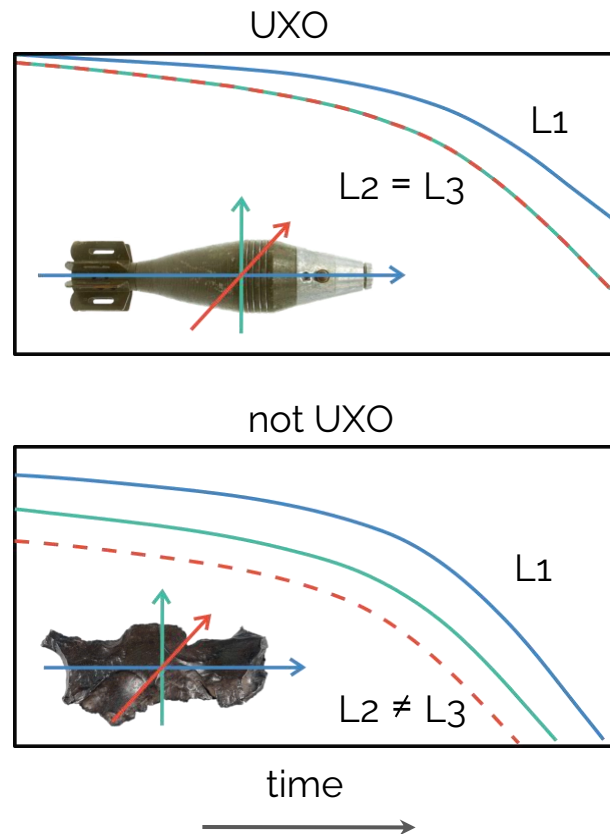 UXO
L1
L2 = L3
not UXO
L1
L2 ≠ L3
time